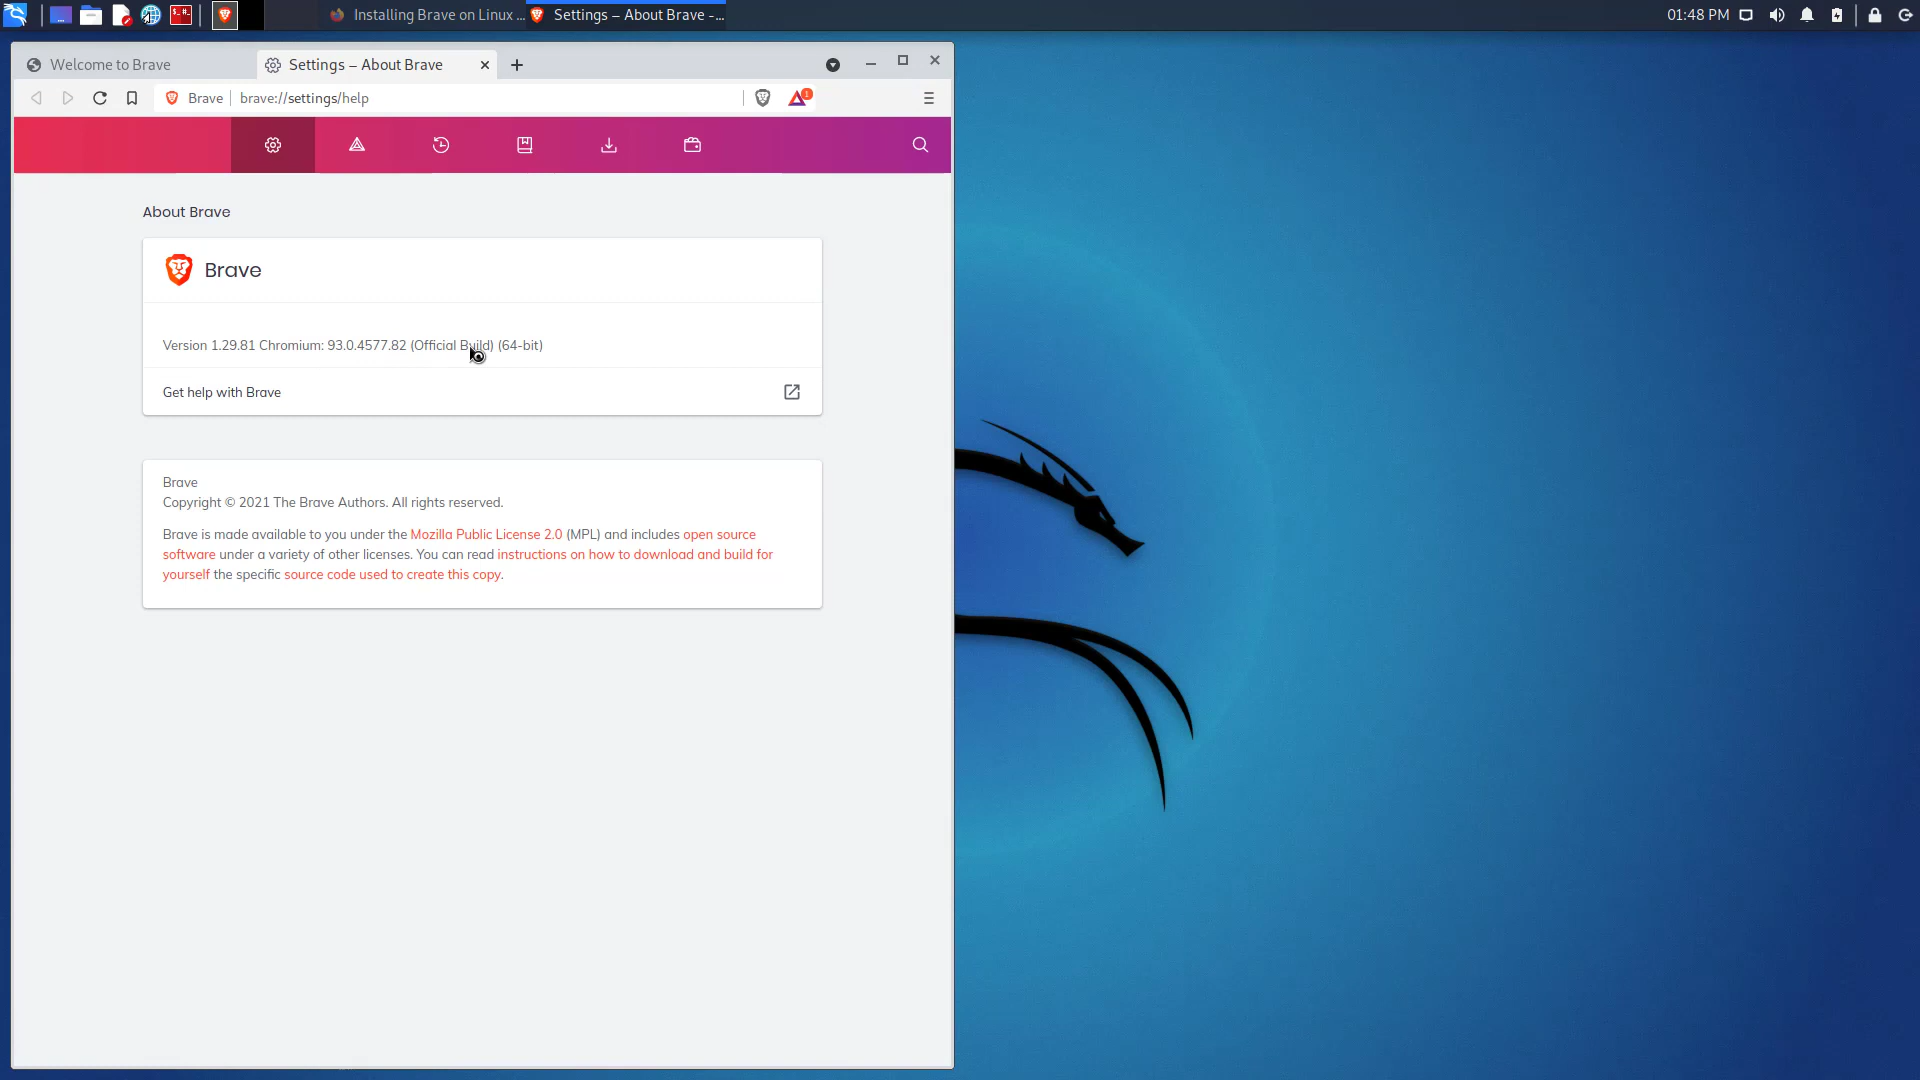 Installing Brave on Linux ...
Settings – About Brave -...
01:48 PM
Welcome to Brave
Settings – About Brave
Brave
brave://settings/help
1
About Brave
Brave
Version 1.29.81 Chromium: 93.0.4577.82 (Official Build) (64-bit)
Get help with Brave
Brave
Copyright © 2021 The Brave Authors. All rights reserved.
Brave is made available to you under the Mozilla Public License 2.0 (MPL) and includes open source
software under a variety of other licenses. You can read instructions on how to download and build for
yourself the specific source code used to create this copy.